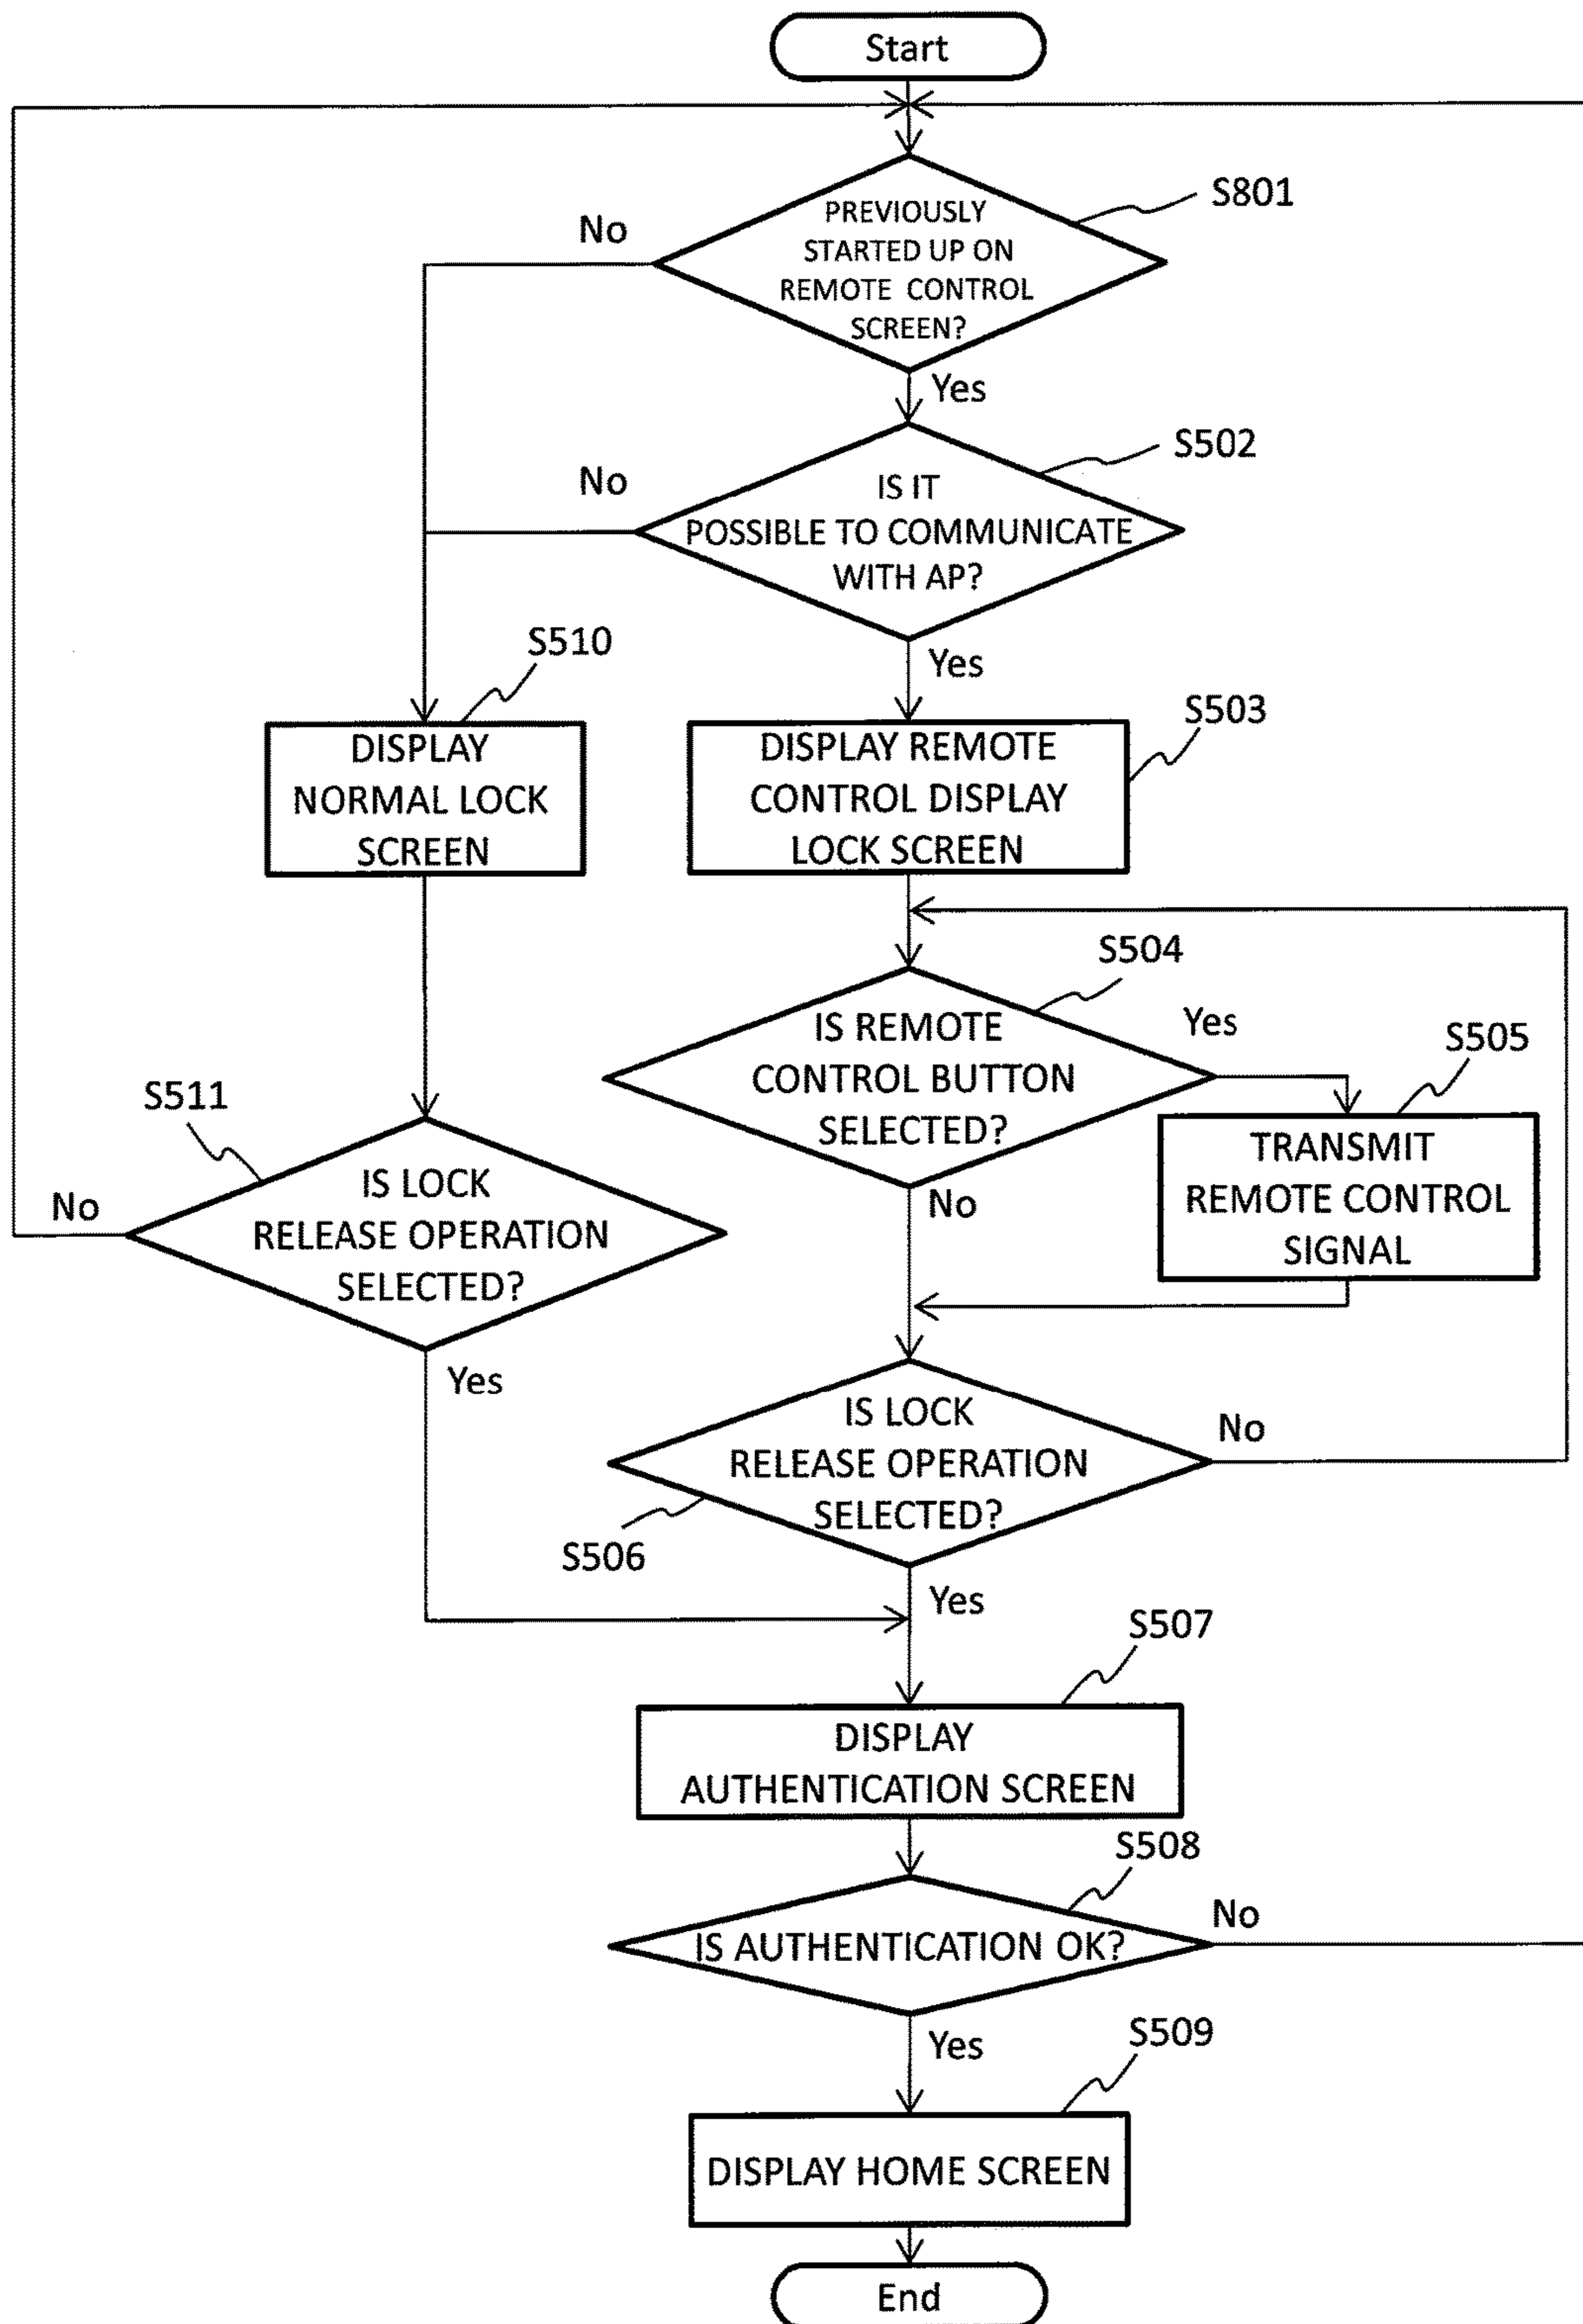 Start
S801
PREVIOUSLY
STARTED UP ON
REMOTE CONTROL
SCREEN?
No
Yes
S502
IS IT
POSSIBLE TO COMMUNICATE
WITH AP?
No
Yes
S510
DISPLAY
NORMAL LOCK
SCREEN
S503
DISPLAY REMOTE
CONTROL DISPLAY
LOCK SCREEN
S504
IS REMOTE
CONTROL BUTTON
SELECTED?
Yes
No
S505
TRANSMIT
REMOTE CONTROL
SIGNAL
S511
IS LOCK
RELEASE OPERATION
SELECTED?
No
Yes
IS LOCK
RELEASE OPERATION
SELECTED?
No
S506
Yes
S507
DISPLAY
AUTHENTICATION SCREEN
S508
IS AUTHENTICATION OK?
No
Yes
S509
DISPLAY HOME SCREEN
End